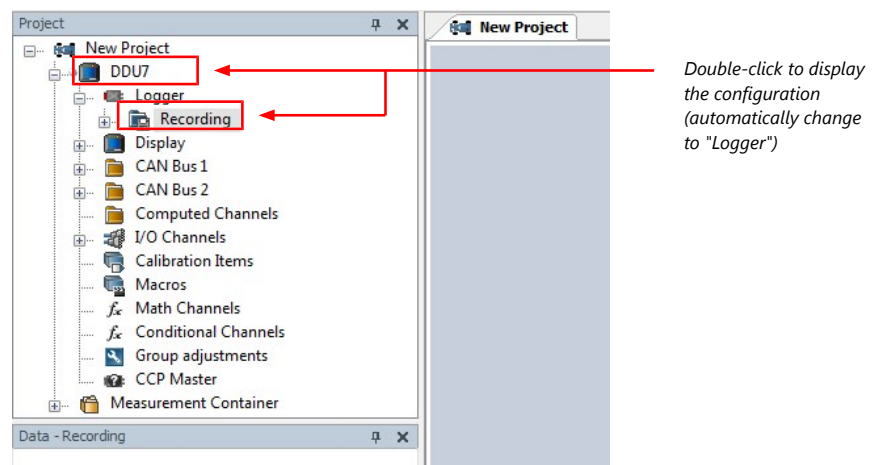 Project
New Project
New Project
DDU7
Logger
Recording
Display
CAN Bus 1
CAN Bus 2
Computed Channels
I/O Channels
Calibration Items
Macros
fx Math Channels
fx Conditional Channels
Group adjustments
CCP Master
Measurement Container
Data - Recording
Double-click to display
the configuration
(automatically change
to "Logger")